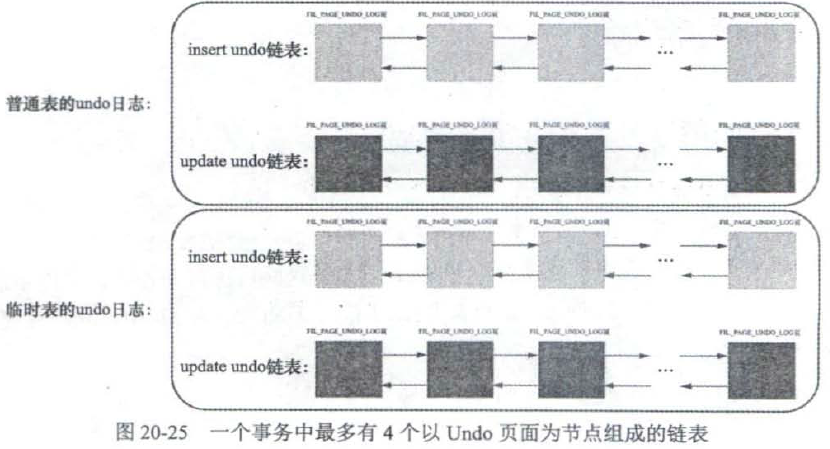 FIL_PAGE_UNDO_LOG页 FIL_PAGE_UNDO_LOG页 FIL_PAGE_UNDO_LOG页 FIL_PAGE_UNDO_LOG页
insert undo链表：
...
普通表的undo日志：
FIL_PAGE_UNDO_LOG页 FIL_PAGE_UNDO_LOG页 FIL_PAGE_UNDO_LOG页 FIL_PAGE_UNDO_LOG页
update undo链表：
...
FIL_PAGE_UNDO_LOG页 FIL_PAGE_UNDO_LOG页 FIL_PAGE_UNDO_LOG页 FIL_PAGE_UNDO_LOG页
insert undo链表：
...
临时表的undo日志：
FIL_PAGE_UNDO_LOG页 FIL_PAGE_UNDO_LOG页 FIL_PAGE_UNDO_LOG页 FIL_PAGE_UNDO_LOG页
update undo链表：
...
图 20-25 一个事务中最多有 4 个以 Undo 页面为节点组成的链表